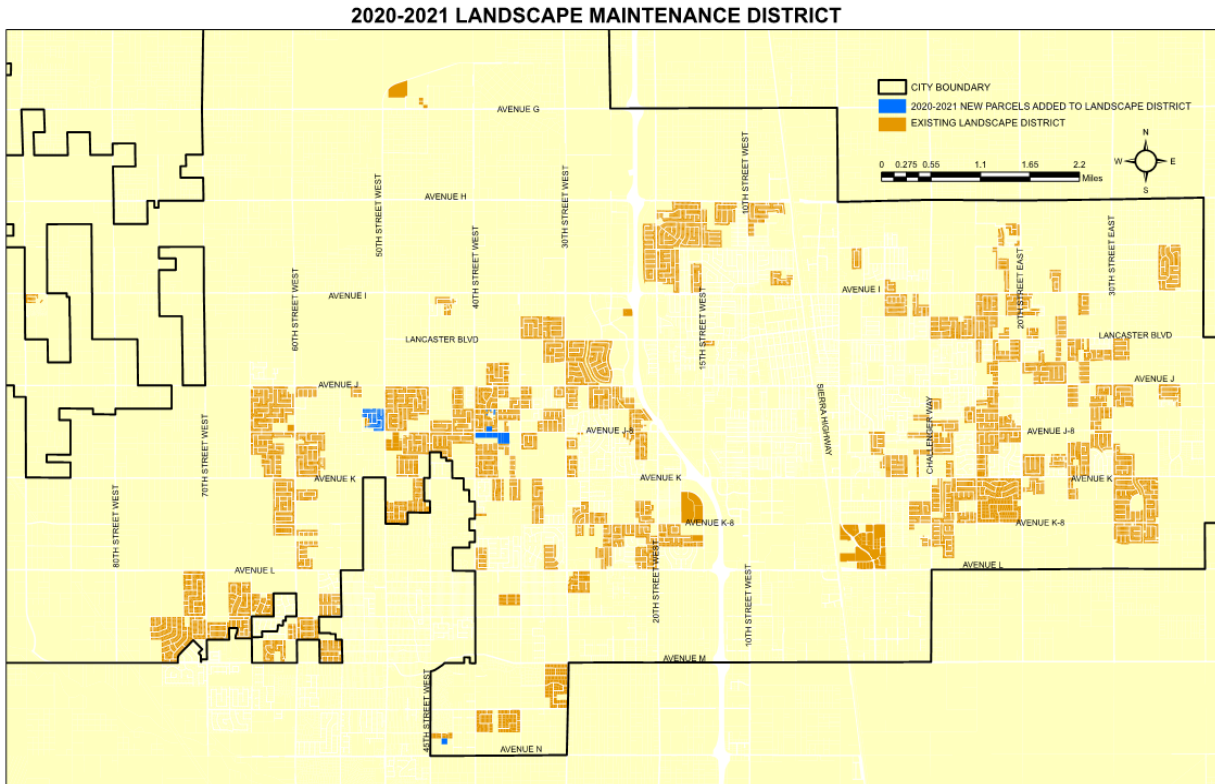 2020-2021 LANDSCAPE MAINTENANCE DISTRICT
CITY BOUNDARY
2020-2021 NEW PARCELS ADDED TO LANDSCAPE DISTRICT
EXISTING LANDSCAPE DISTRICT
N
W
E
S
0 0.275 0.55 1.1 1.65 2.2
Miles
AVENUE G
AVENUE H
50TH STREET WEST
40TH STREET WEST
30TH STREET WEST
10TH STREET WEST
60TH STREET WEST
AVENUE I
AVENUE I
20TH STREET EAST
30TH STREET EAST
LANCASTER BLVD
15TH STREET WEST
LANCASTER BLVD
AVENUE J
AVENUE J
70TH STREET WEST
SIERRA HIGHWAY
CHALLENGER WAY
AVENUE J-8
AVENUE J-8
AVENUE K
AVENUE K
AVENUE K
80TH STREET WEST
AVENUE K-8
AVENUE K-8
AVENUE L
20TH STREET WEST
10TH STREET WEST
AVENUE L
AVENUE M
45TH STREET WEST
AVENUE N